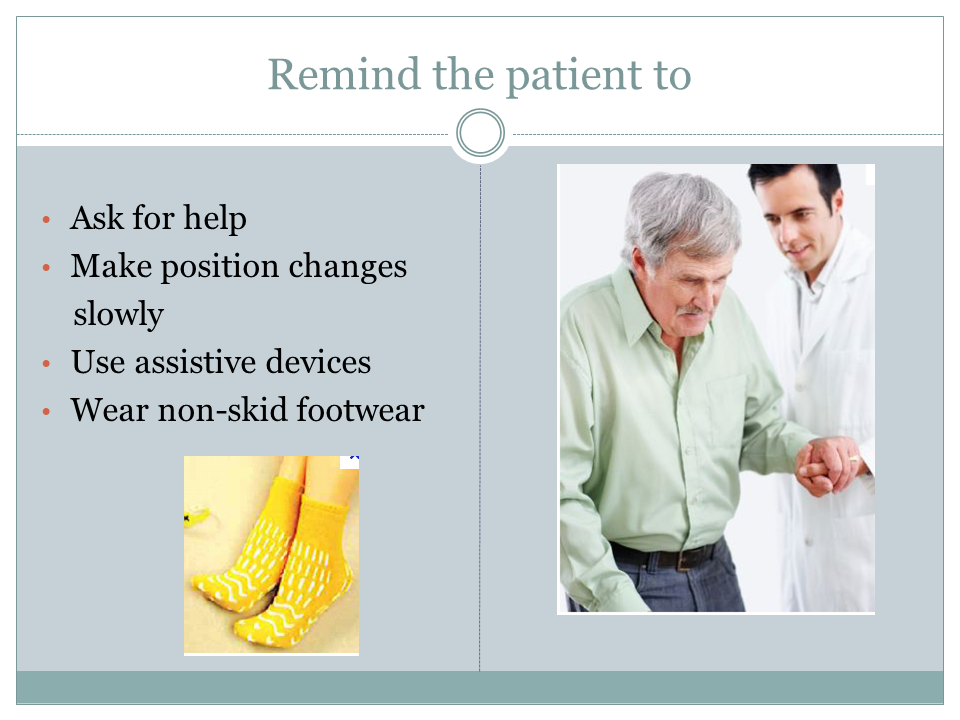 Remind the patient to
• Ask for help
• Make position changes
slowly
• Use assistive devices
• Wear non-skid footwear